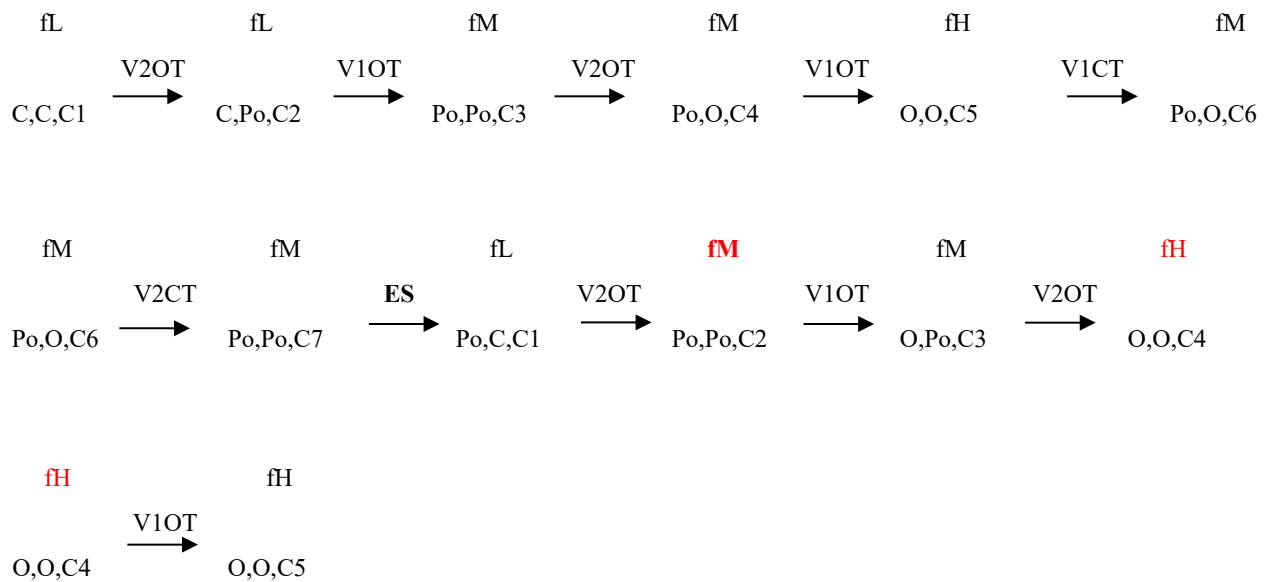 fL fL fM fM fH fM
V2OT V1OT V2OT V1OT V1CT
C,C,C1 C,Po,C2 Po,Po,C3 Po,O,C4 O,O,C5 Po,O,C6
fM fM fL fM fM fH
V2CT ES V2OT V1OT V2OT
Po,O,C6 Po,Po,C7 Po,C,C1 Po,Po,C2 O,Po,C3 O,O,C4
fH fH
V1OT
O,O,C4 O,O,C5